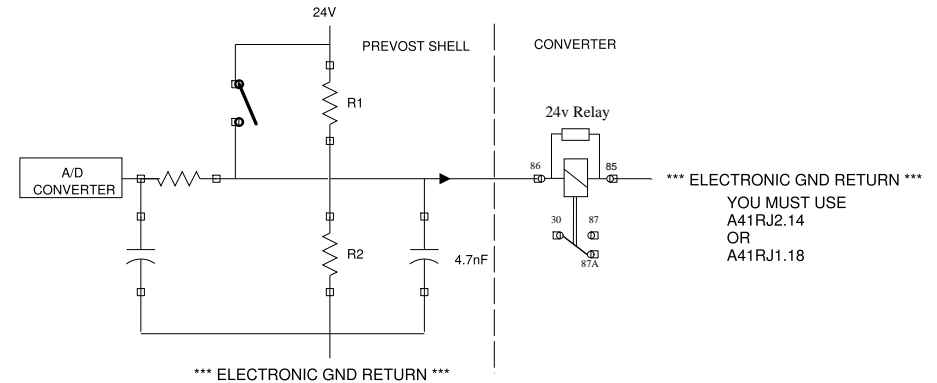 24V
PREVOST SHELL
CONVERTER
R1
24v Relay
A/D
CONVERTER
86
85
*** ELECTRONIC GND RETURN ***
YOU MUST USE
A41RJ2.14
OR
A41RJ1.18
30
87
87A
R2
4.7nF
*** ELECTRONIC GND RETURN ***